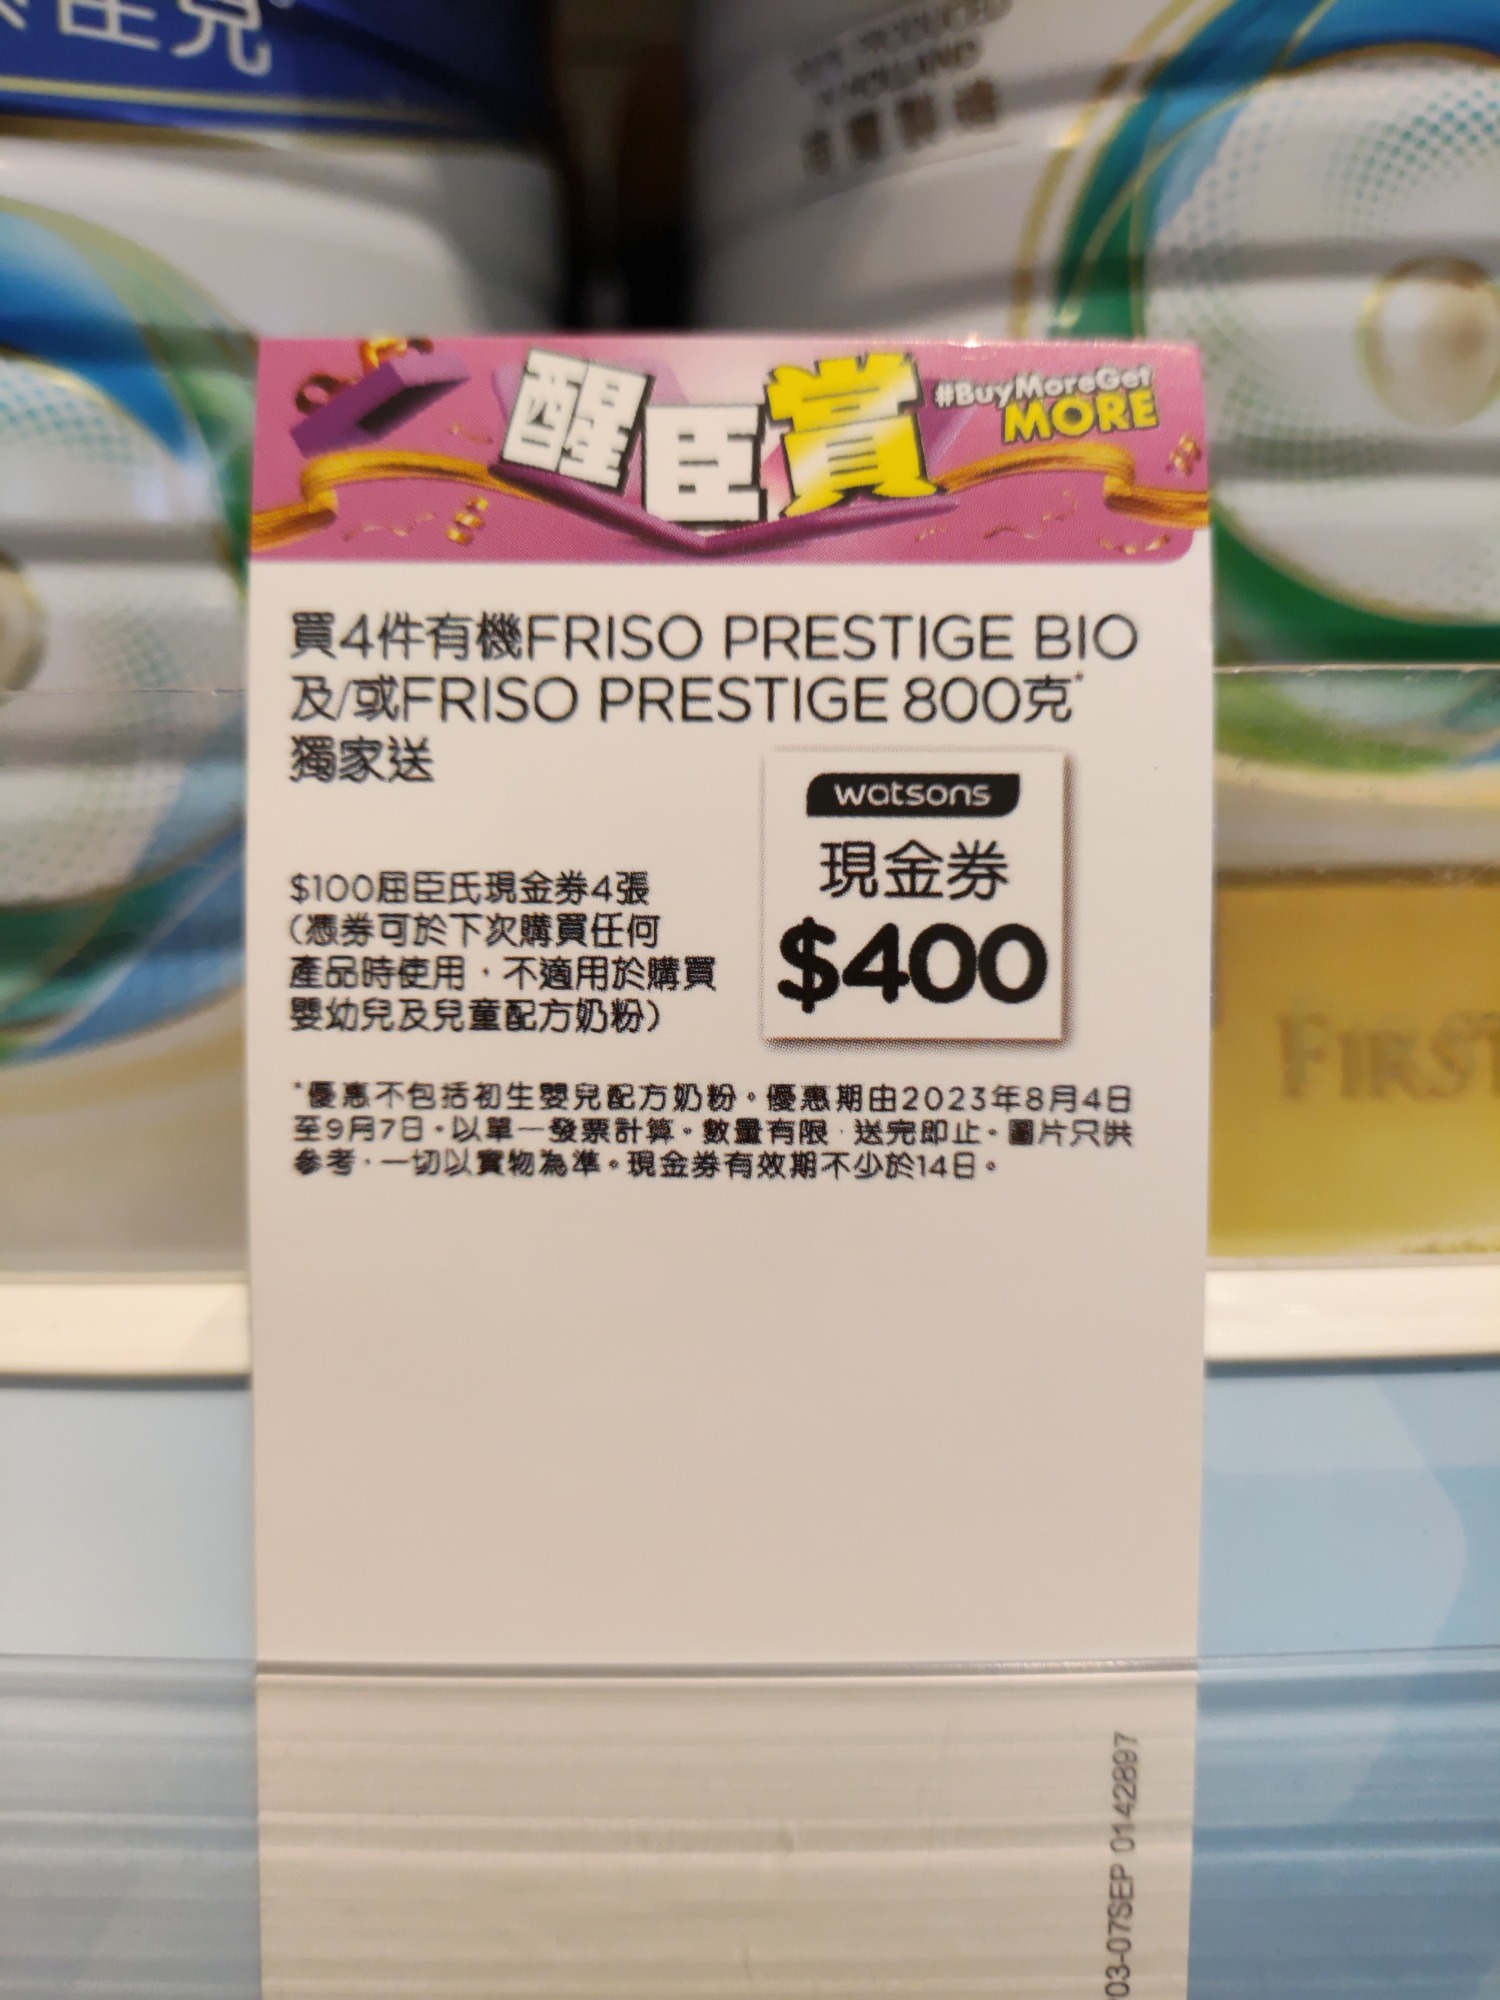 醒臣賞
#BuyMoreGet
MORE
買4件有機FRISO PRESTIGE BIO
及/或FRISO PRESTIGE 800克*
獨家送
watsons
現金券
$400
$100屈臣氏現金券4張
(憑券可於下次購買任何
產品時使用，不適用於購買
嬰幼兒及兒童配方奶粉)
*優惠不包括初生嬰兒配方奶粉。優惠期由2023年8月4日
至9月7日。以單一發票計算。數量有限，送完即止。圖片只供
參考，一切以實物為準。現金券有效期不少於14日。
03-07SEP 0142897
FIRST